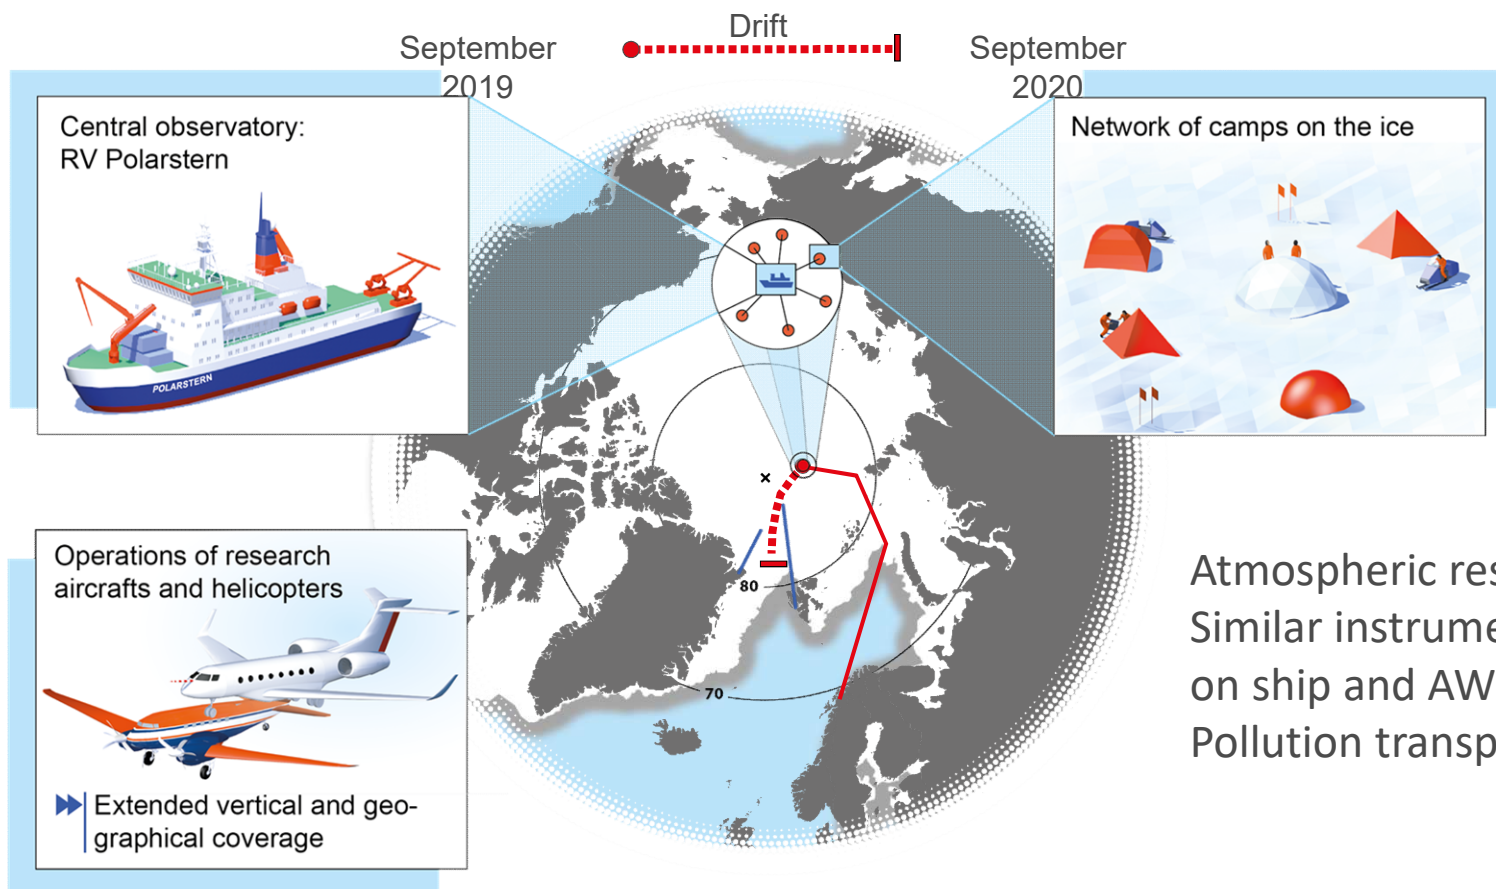 Drift
September
2019
September
2020
Central observatory:
RV Polarstern
POLARSTERN
Network of camps on the ice
80
70
Operations of research
aircrafts and helicopters
Extended vertical and geo-
graphical coverage
Atmospheric res
Similar instrume
on ship and AW
Pollution transp